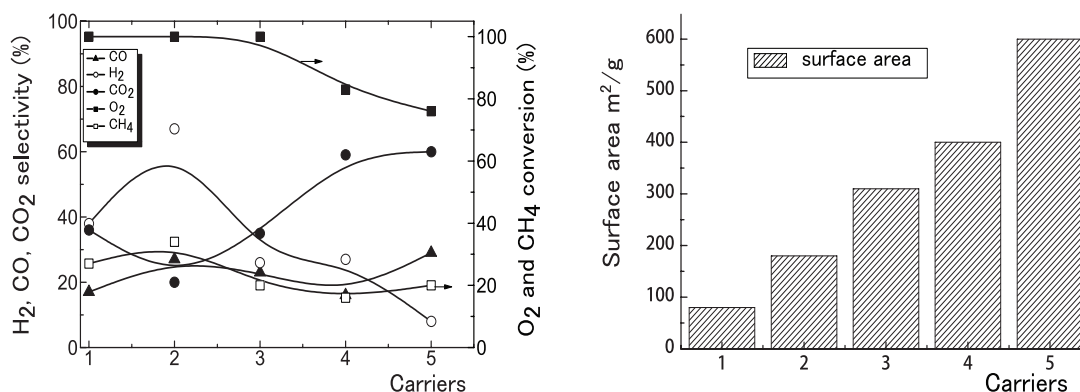 H2, CO, CO2 selectivity (%)
100
80
60
40
20
0
CO
H2
CO2
O2
CH4
1
2
3
4
5
Carriers
100
80
60
40
20
0
O2 and CH4 conversion (%)
Surface area m2/g
600
500
400
300
200
100
0
surface area
1
2
3
4
5
Carriers